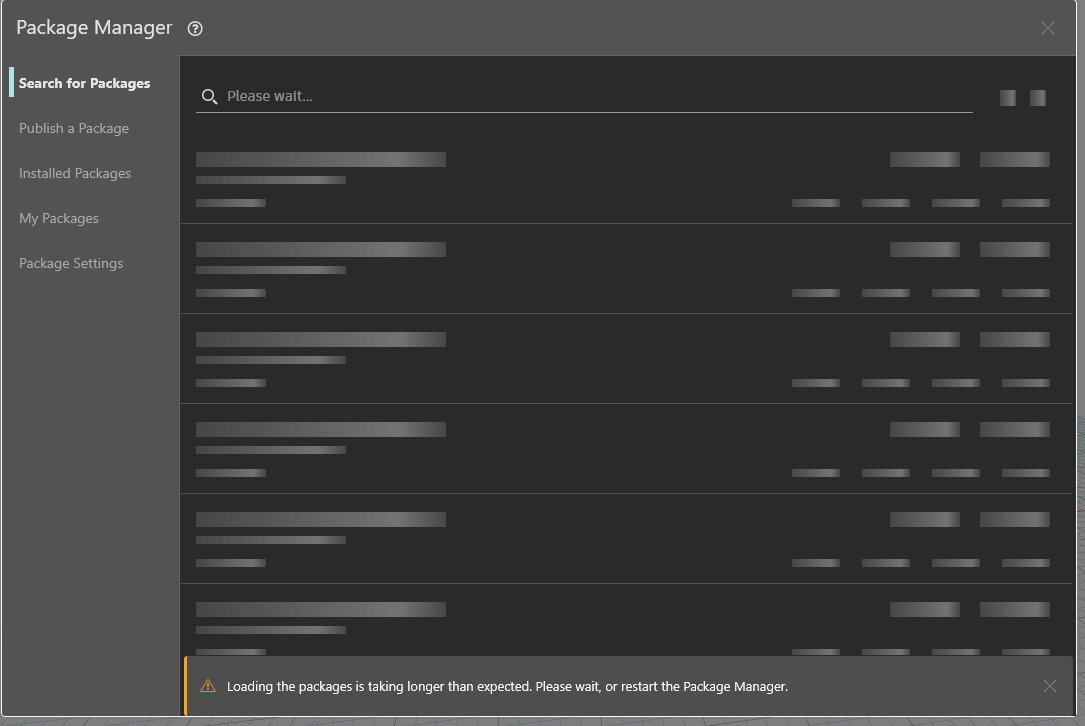 Package Manager
Search for Packages
Please wait...
Publish a Package
Installed Packages
My Packages
Package Settings
Loading the packages is taking longer than expected. Please wait, or restart the Package Manager.